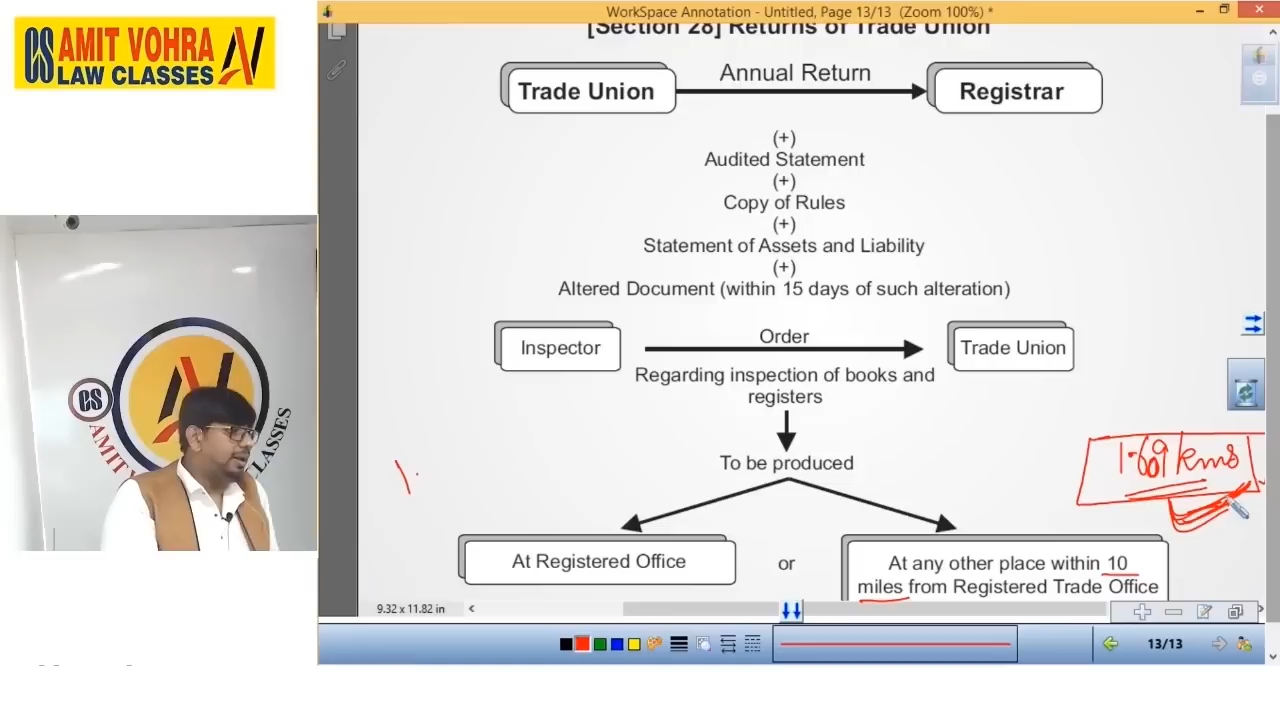 CS AMIT VOHRA
LAW CLASSES
WorkSpace Annotation - Untitled, Page 13/13 (Zoom 100%) *
[Section 28] Returns of Trade Union
Trade Union
Annual Return
Registrar
(+)
Audited Statement
(+)
Copy of Rules
(+)
Statement of Assets and Liability
(+)
Altered Document (within 15 days of such alteration)
Inspector
Order
Trade Union
Regarding inspection of books and
registers
To be produced
1.609 kms
At Registered Office
or
At any other place within 10
miles from Registered Trade Office
CS
CLASSES
9.32 x 11.82 in
13/13